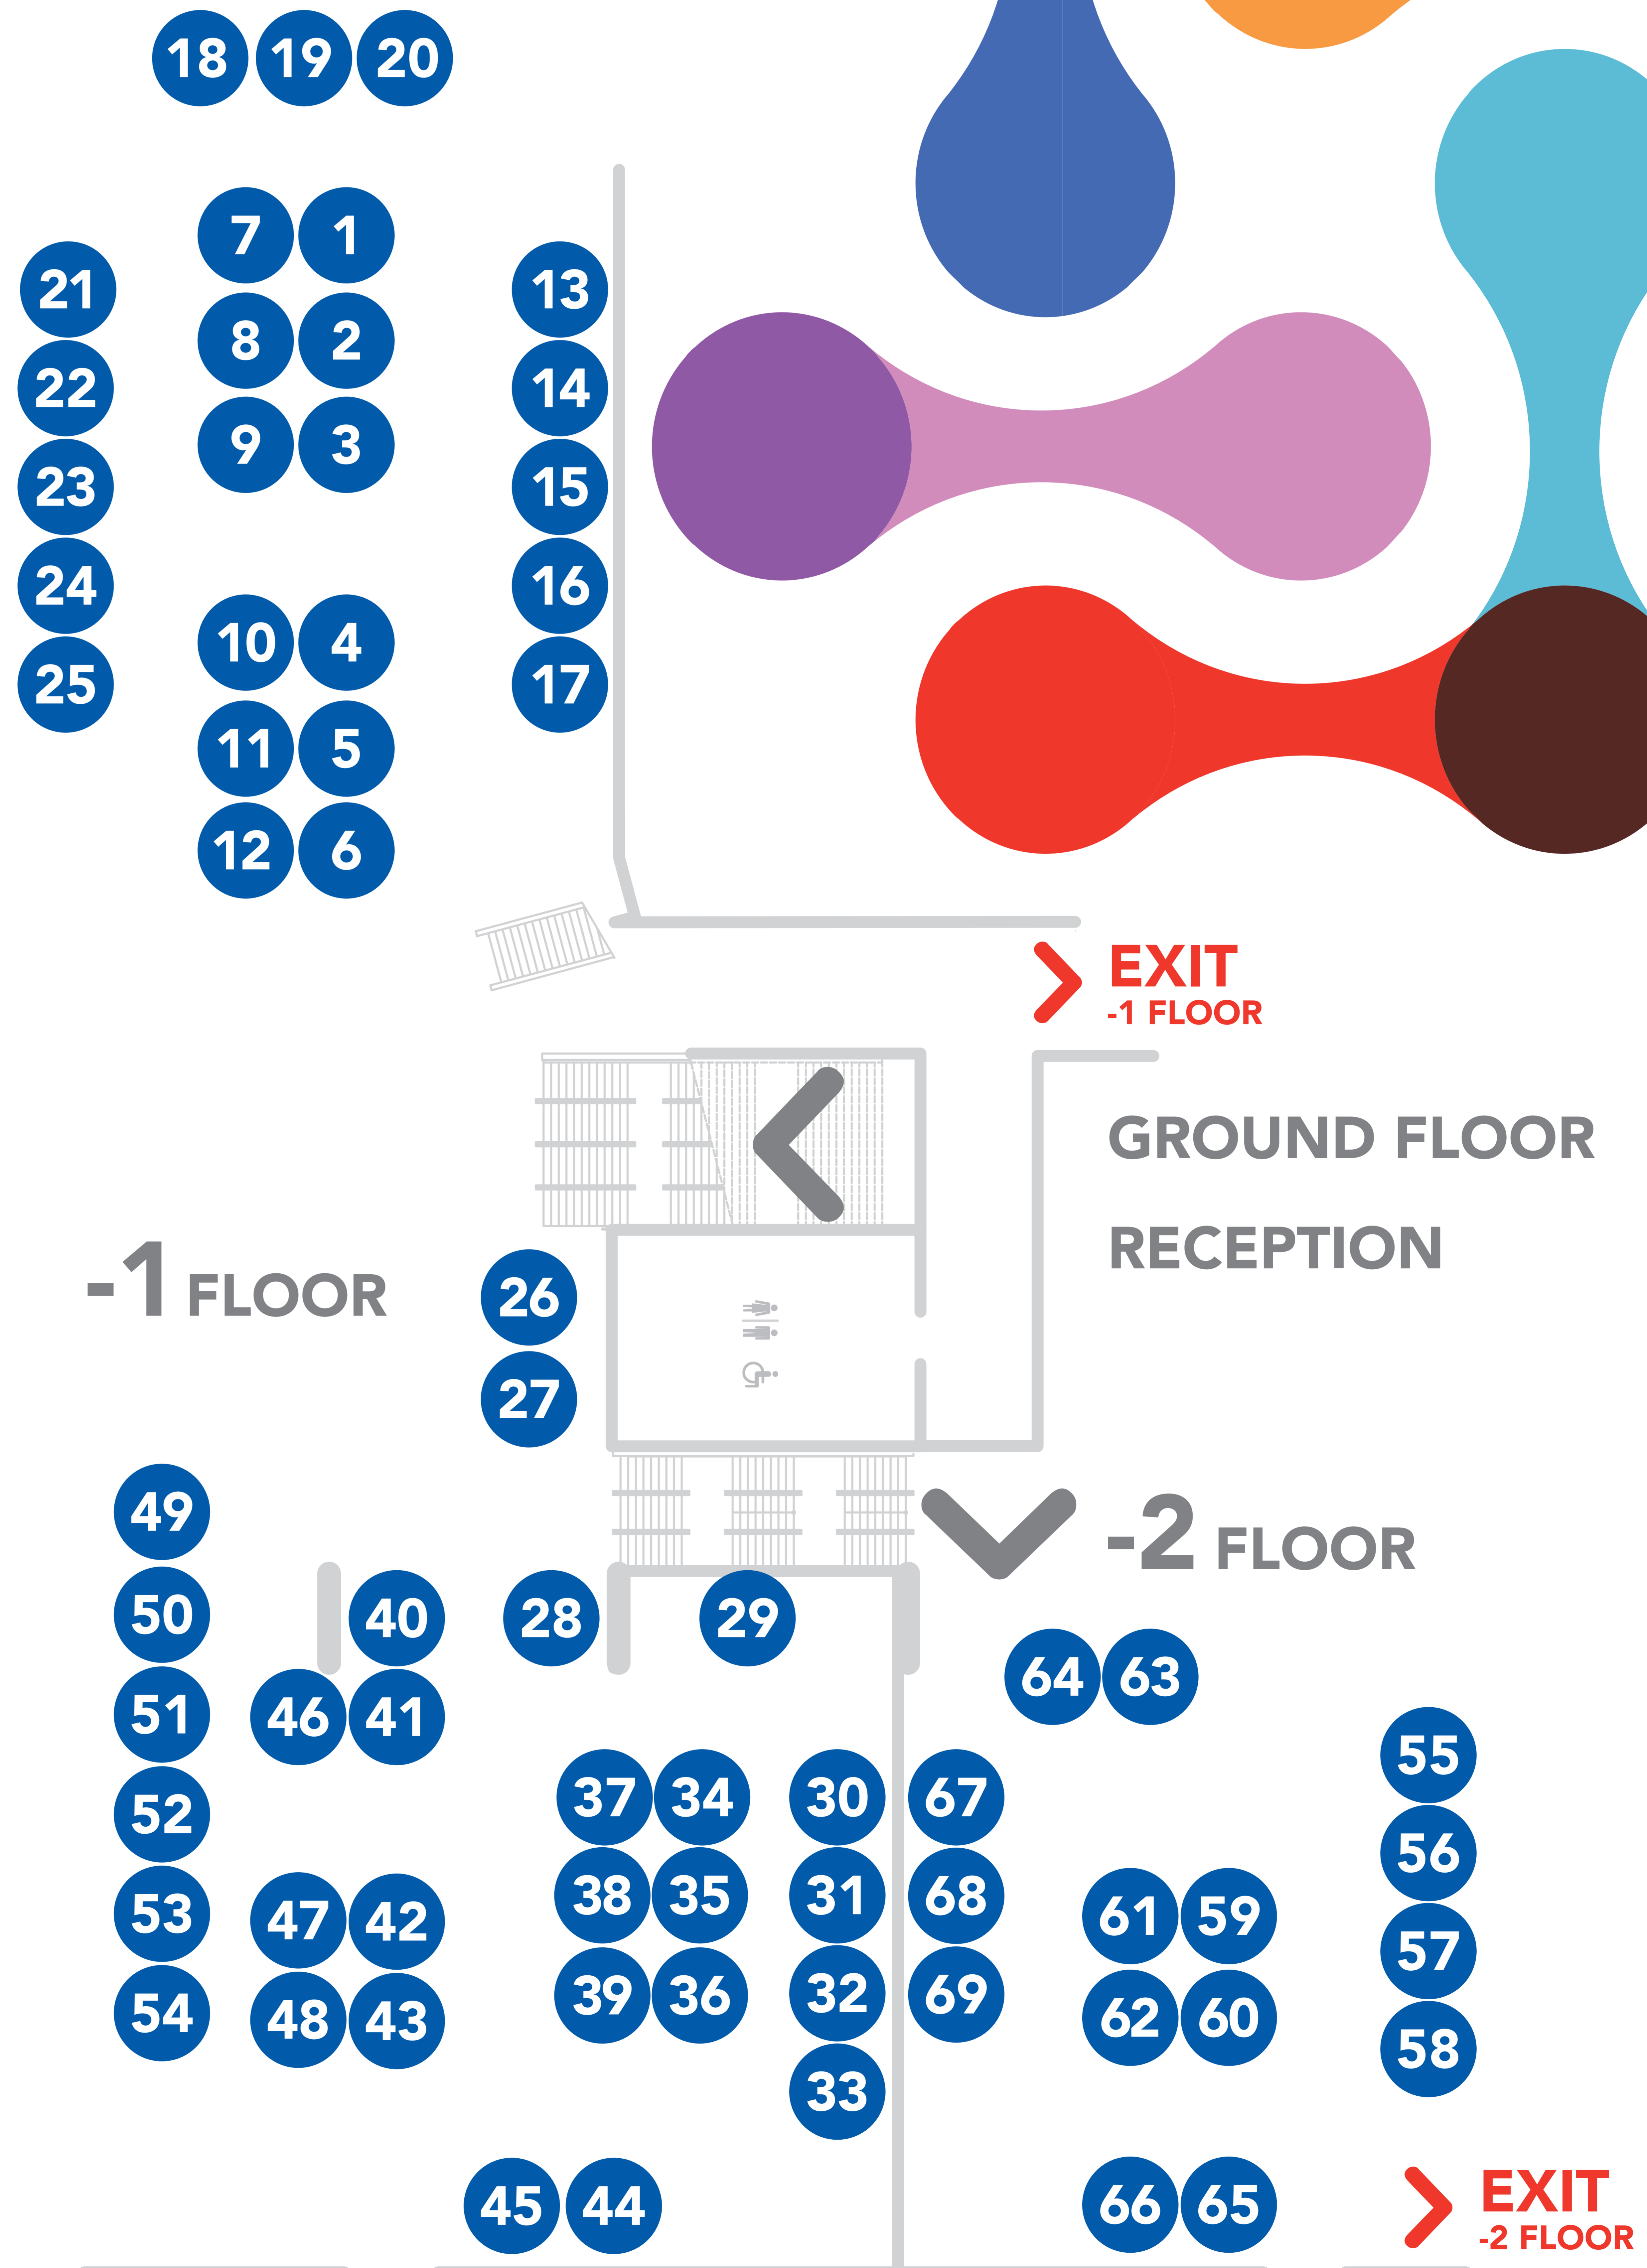 18 19 20
7 1
21 13
8 2
22 14
9 3
23 15
24 16
10 4
25 17
11 5
12 6
EXIT
-1 FLOOR
GROUND FLOOR
RECEPTION
-1 FLOOR
26
27
49
-2 FLOOR
50 40 28 29
64 63
51 46 41
55
37 34 30 67
52
56
38 35 31 68
53 47 42
61 59
57
39 36 32 69
54 48 43
62 60
58
33
45 44
66 65
EXIT
-2 FLOOR